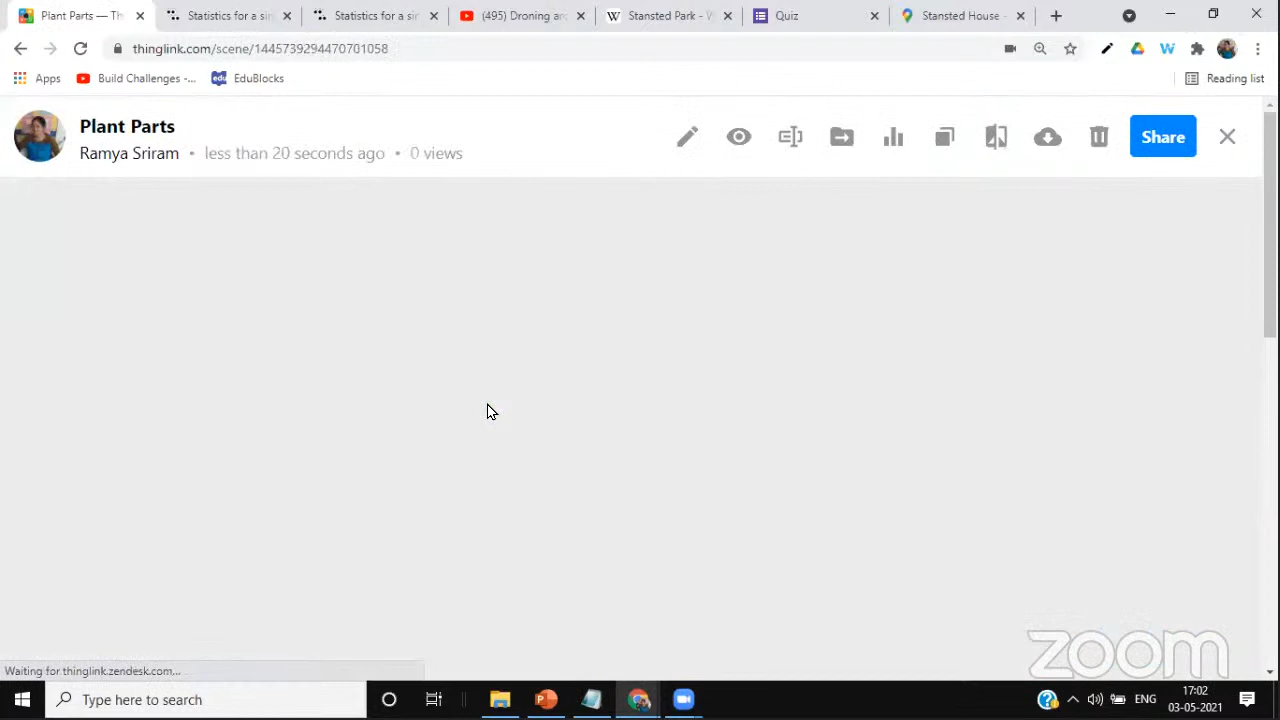 Plant Parts — Th
Statistics for a sin
Statistics for a sin
(495) Droning an
Stansted Park - W
Quiz
Stansted House -
thinglink.com/scene/1445739294470701058
Apps
Build Challenges -...
EduBlocks
Reading list
Plant Parts
Ramya Sriram • less than 20 seconds ago • 0 views
Share
zoom
Waiting for thinglink.zendesk.com...
Type here to search
ENG
17:02
03-05-2021